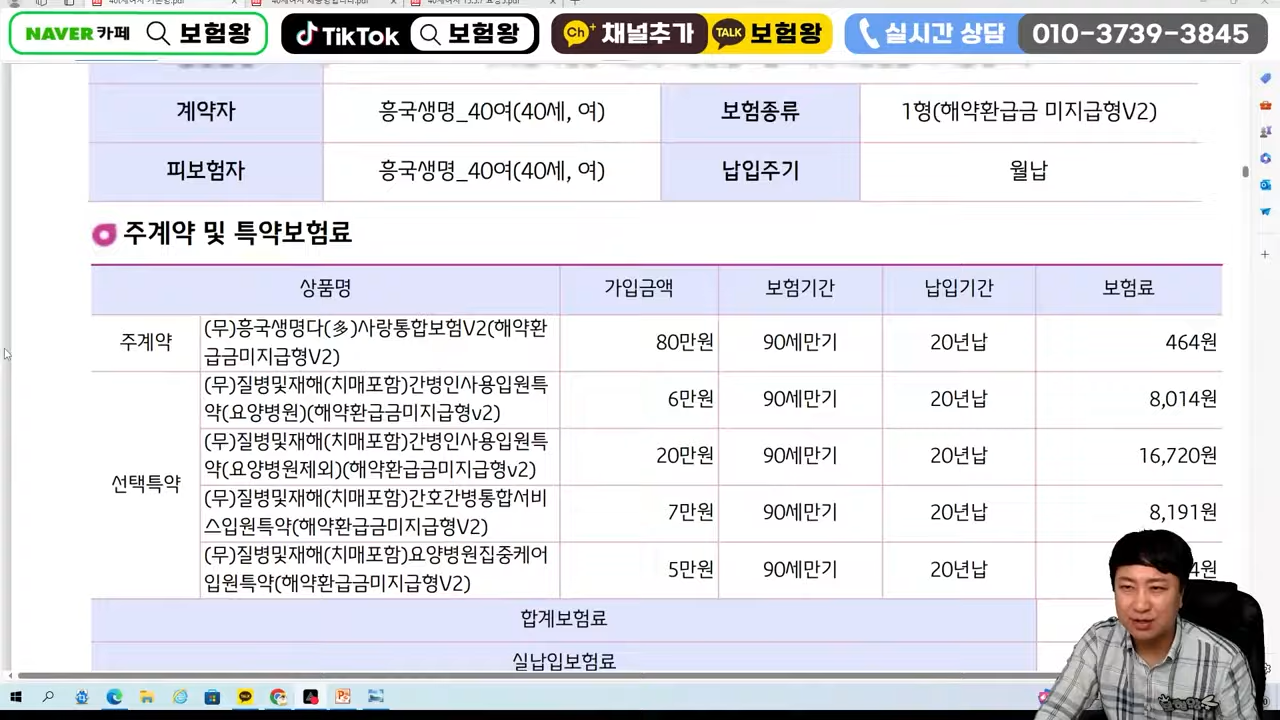 NAVER 카페 보험왕 TikTok 보험왕 Ch+ 채널추가 TALK 보험왕 실시간 상담 010-3739-3845
계약자 흥국생명_40여(40세, 여) 보험종류 1형(해약환급금 미지급형V2)
피보험자 흥국생명_40여(40세, 여) 납입주기 월납
주계약 및 특약보험료
상품명 가입금액 보험기간 납입기간 보험료
주계약 (무)흥국생명다(多)사랑통합보험V2(해약환
급금미지급형V2) 80만원 90세만기 20년납 464원
선택특약
(무)질병및재해(치매포함)간병인사용입원특
약(요양병원)(해약환급금미지급형v2) 6만원 90세만기 20년납 8,014원
(무)질병및재해(치매포함)간병인사용입원특
약(요양병원제외)(해약환급금미지급형v2) 20만원 90세만기 20년납 16,720원
(무)질병및재해(치매포함)간호간병통합서비
스입원특약(해약환급금미지급형V2) 7만원 90세만기 20년납 8,191원
(무)질병및재해(치매포함)요양병원집중케어
입원특약(해약환급금미지급형V2) 5만원 90세만기 20년납
합계보험료
실납입보험료